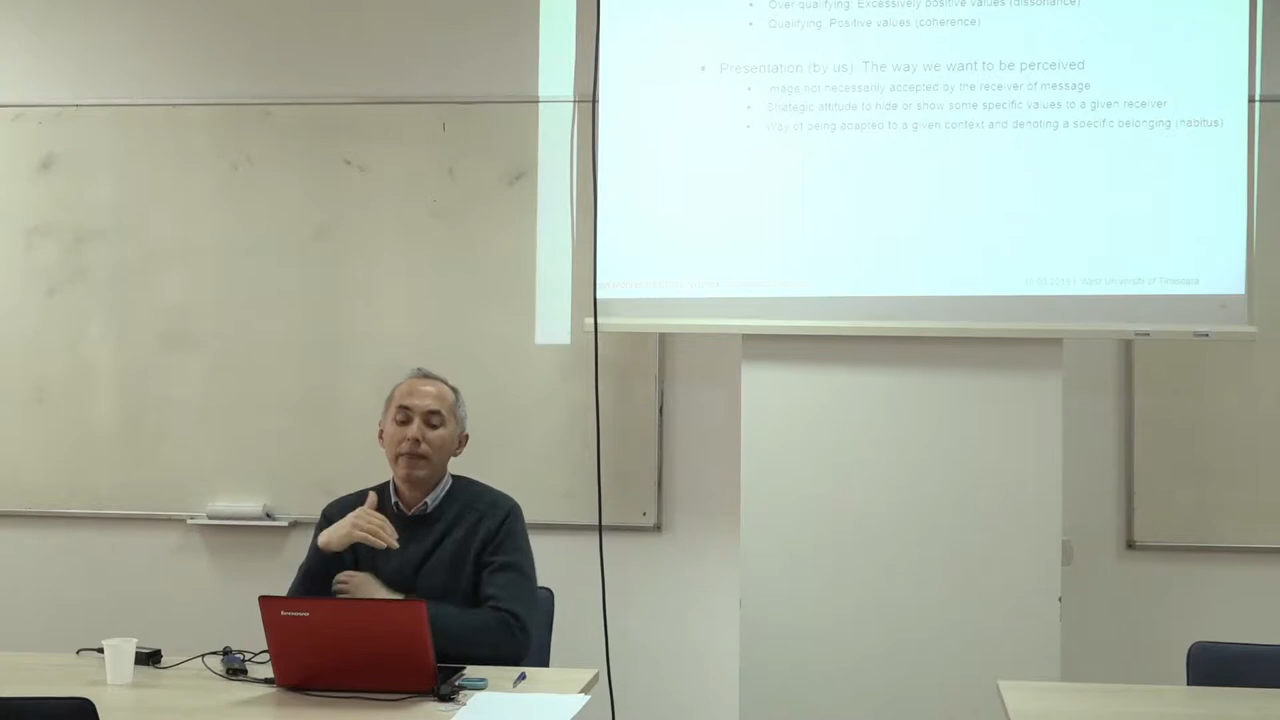 Over qualifying: Excessively positive values (dissonance)
Qualifying: Positive values (coherence)
Presentation (by us): The way we want to be perceived
Image not necessarily accepted by the receiver of message
Strategic attitude to hide or show some specific values to a given receiver
Way of being adapted to a given context and denoting a specific belonging (habitus)
West University of Timisoara
lenovo